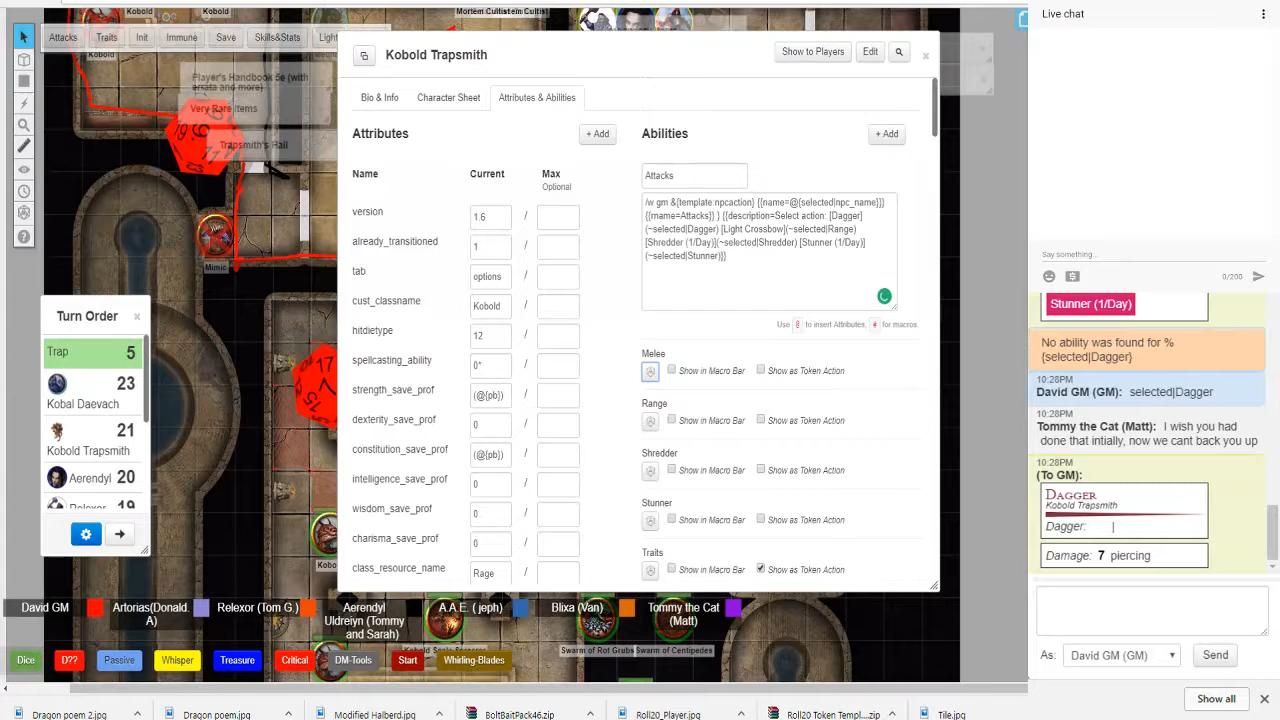 Kobold
Kobold
Mortem Cultist
Live chat
Attacks
Traits
Init
Immune
Save
Skills&Stats
Kobold
Player's Handbook 5e (with
errata and more)
Very Rare Items
Trapsmith's Hall
Mimic
Kobold Trapsmith
Show to Players
Edit
×
Bio & Info
Character Sheet
Attributes & Abilities
Attributes
+ Add
Abilities
+ Add
Name
Current
Max
Optional
version
1.6
/
already_transitioned
1
/
tab
options
/
cust_classname
Kobold
/
hitdietype
12
/
spellcasting_ability
0*
/
strength_save_prof
(@{pb})
/
dexterity_save_prof
0
/
constitution_save_prof
(@{pb})
/
intelligence_save_prof
0
/
wisdom_save_prof
0
/
charisma_save_prof
0
/
class_resource_name
Rage
/
Attacks
/w gm &{template:npcaction} {{name=@{selected|npc_name}}}
{{rname=Attacks}} } {{description=Select action: [Dagger]
(~selected|Dagger) [Light Crossbow](~selected|Range)
[Shredder (1/Day)](~selected|Shredder) [Stunner (1/Day)]
(~selected|Stunner)}}
Use
to insert Attributes,
for macros.
Melee
Show in Macro Bar
Show as Token Action
Range
Show in Macro Bar
Show as Token Action
Shredder
Show in Macro Bar
Show as Token Action
Stunner
Show in Macro Bar
Show as Token Action
Traits
Show in Macro Bar
Show as Token Action
Turn Order
×
Trap
5
23
Kobal Daevach
21
Kobold Trapsmith
Aerendyl
20
Relexor
19
Say something...
0/200
Stunner (1/Day)
No ability was found for %
{selected|Dagger}
10:28PM
David GM (GM): selected|Dagger
10:28PM
Tommy the Cat (Matt): I wish you had
done that intially, now we cant back you up
10:28PM
(To GM):
Dagger
Kobold Trapsmith
Dagger:
Damage: 7 piercing
As:
David GM (GM)
Send
David GM
Artorias(Donald.
A)
Relexor (Tom G.)
Aerendyl
Uldreiyn (Tommy
and Sarah)
A.A.E. ( jeph)
Blixa (Van)
Tommy the Cat
(Matt)
Swarm of Rot Grubs
Swarm of Centipedes
Dice
D??
Passive
Whisper
Treasure
Critical
DM-Tools
Start
Whirling-Blades
Show all
×
Dragon 2.jpg
Dragon.jpg
Tile.jpg